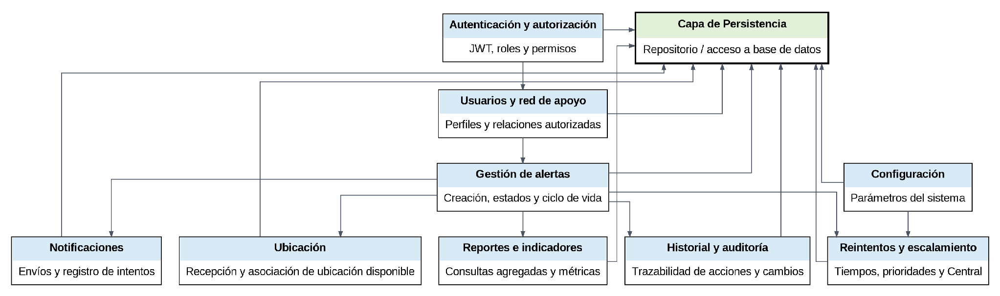 Autenticación y autorización
JWT, roles y permisos
Capa de Persistencia
Repositorio / acceso a base de datos
Usuarios y red de apoyo
Perfiles y relaciones autorizadas
Gestión de alertas
Creación, estados y ciclo de vida
Configuración
Parámetros del sistema
Notificaciones
Envíos y registro de intentos
Ubicación
Recepción y asociación de ubicación disponible
Reportes e indicadores
Consultas agregadas y métricas
Historial y auditoría
Trazabilidad de acciones y cambios
Reintentos y escalamiento
Tiempos, prioridades y Central